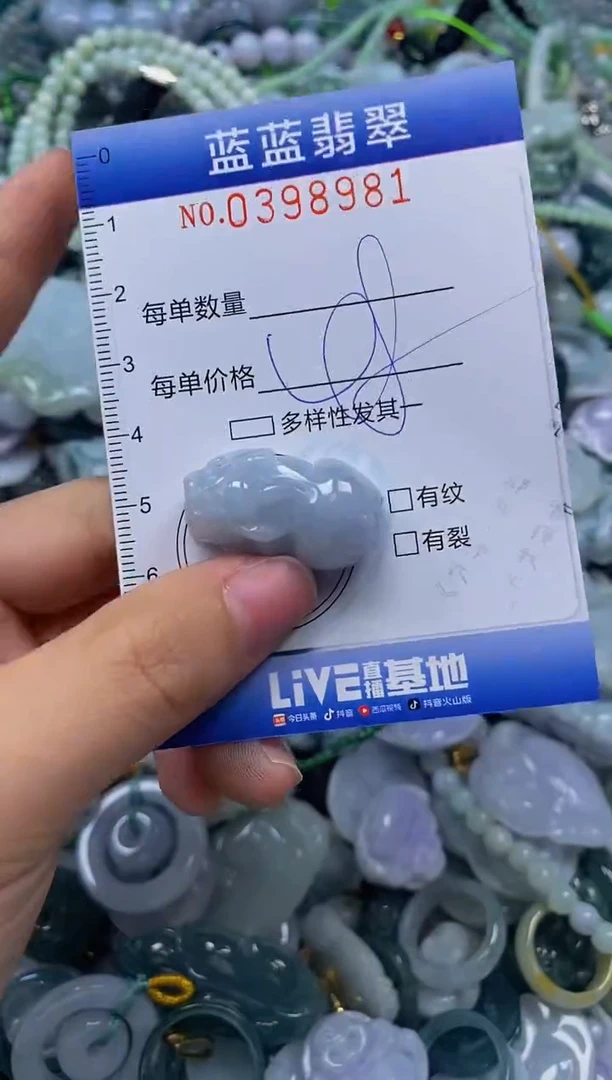 蓝蓝翡翠
NO.0398981
0
1
2
3
4
5
6
每单数量
每单价格
多样性发其一
有纹
有裂
LiVE直播基地
今日头条 抖音 西瓜视频 抖音火山版